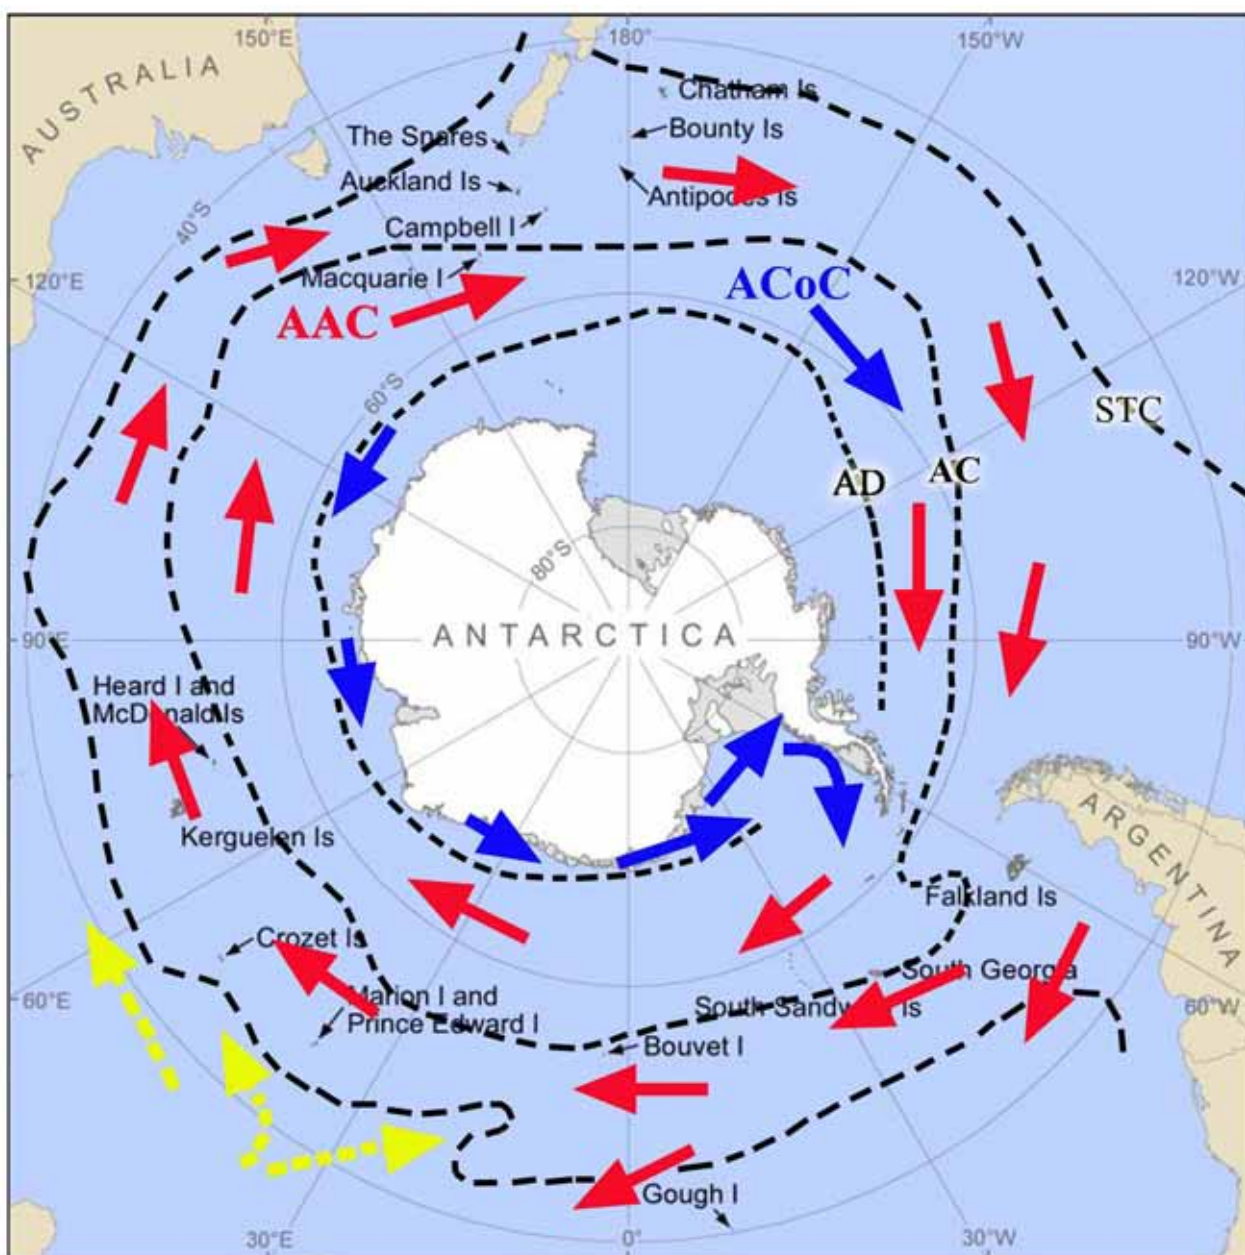 150°E
180°
150°W
AUSTRALIA
Chatham Is
The Snares
Bounty Is
Auckland Is
Antipodes Is
40°S
Campbell I
120°E
Macquarie I
ACoC
120°W
AAC
60°S
STC
AD
AC
80°S
ANTARCTICA
90°E
90°W
Heard I and
McDonald Is
ARGENTINA
Kerguelen Is
Falkland Is
Crozet Is
South Georgia
Marion I and
Prince Edward I
South Sandwich Is
60°E
60°W
Bouvet I
Gough I
30°E
0°
30°W